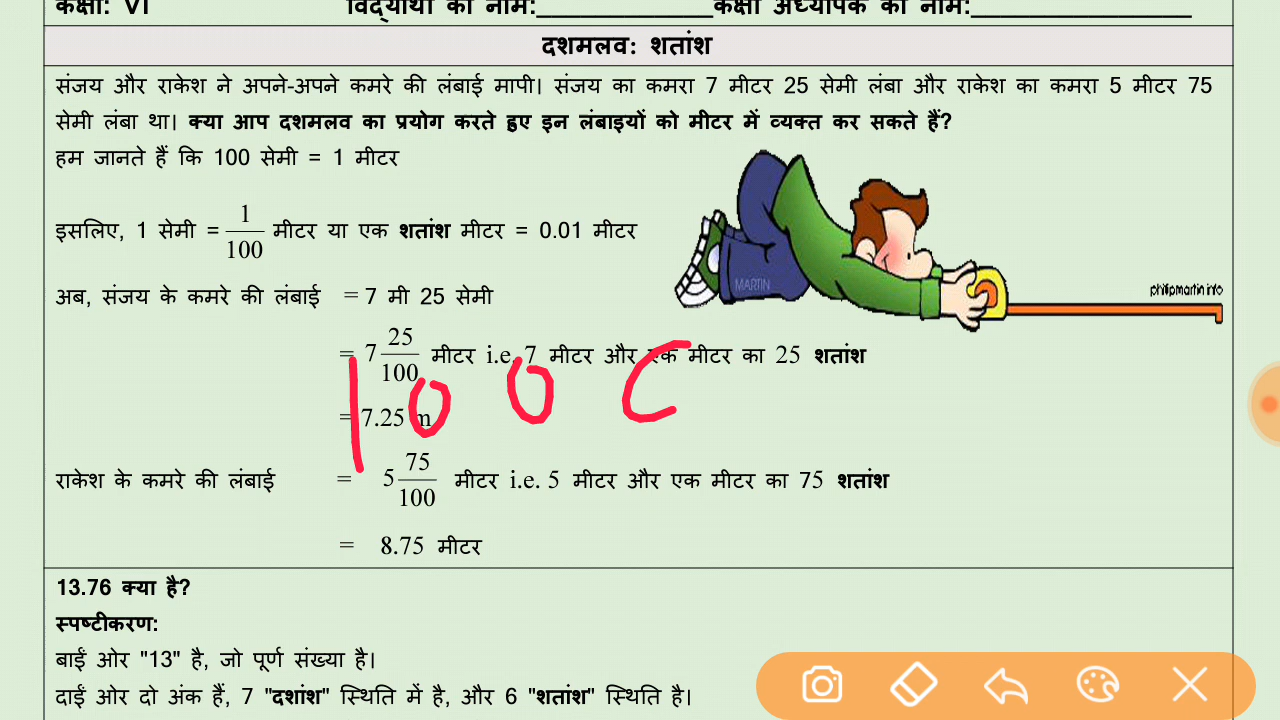 कक्षा: VI विद्यार्थी का नाम:_____________कक्षा अध्यापक का नाम:________________
दशमलव: शतांश
संजय और राकेश ने अपने-अपने कमरे की लंबाई मापी। संजय का कमरा 7 मीटर 25 सेमी लंबा और राकेश का कमरा 5 मीटर 75
सेमी लंबा था। क्या आप दशमलव का प्रयोग करते हुए इन लंबाइयों को मीटर में व्यक्त कर सकते हैं?
हम जानते हैं कि 100 सेमी = 1 मीटर
इसलिए, 1 सेमी = 1/100 मीटर या एक शतांश मीटर = 0.01 मीटर
MARTIN
philipmartin.info
अब, संजय के कमरे की लंबाई = 7 मी 25 सेमी
= 7 25/100 मीटर i.e. 7 मीटर और एक मीटर का 25 शतांश
1 0 0 C
= 7.25 m
राकेश के कमरे की लंबाई = 5 75/100 मीटर i.e. 5 मीटर और एक मीटर का 75 शतांश
= 8.75 मीटर
13.76 क्या है?
स्पष्टीकरण:
बाईं ओर "13" है, जो पूर्ण संख्या है।
दाईं ओर दो अंक हैं, 7 "दशांश" स्थिति में है, और 6 "शतांश" स्थिति है।